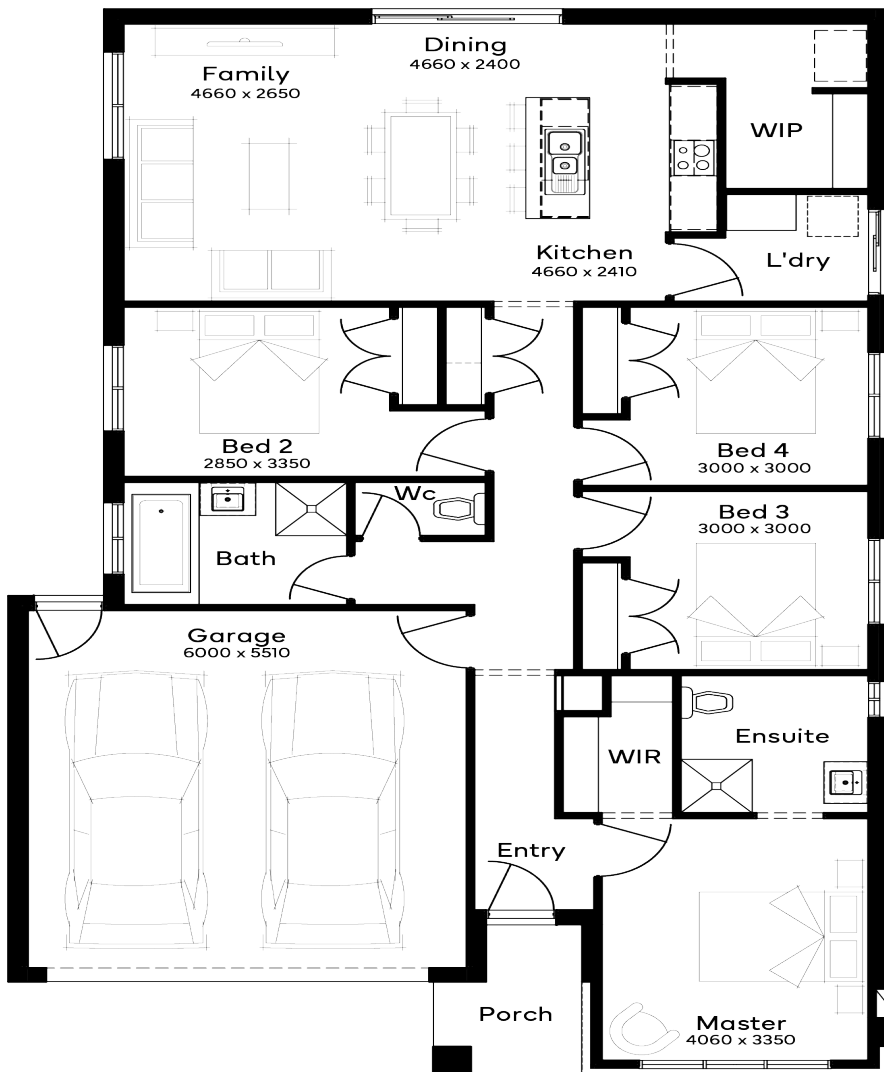 Dining
4660 x 2400
Family
4660 x 2650
WIP
Kitchen
4660 x 2410
L'dry
Bed 2
2850 x 3350
Bed 4
3000 x 3000
Wc
Bed 3
3000 x 3000
Bath
Garage
6000 x 5510
Ensuite
WIR
Entry
Porch
Master
4060 x 3350